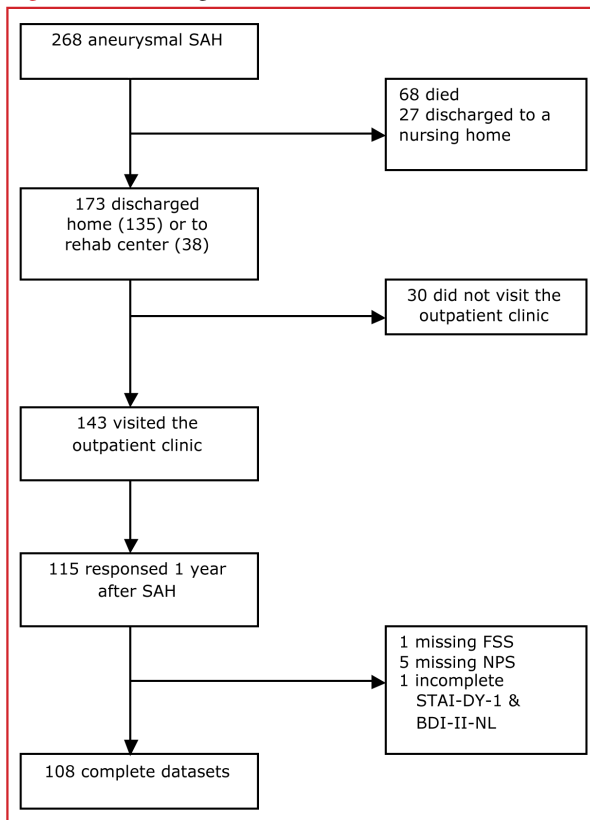 268 aneurysmal SAH
68 died
27 discharged to a
nursing home
173 discharged
home (135) or to
rehab center (38)
30 did not visit the
outpatient clinic
143 visited the
outpatient clinic
115 responsed 1 year
after SAH
1 missing FSS
5 missing NPS
1 incomplete
STAI-DY-1 &
BDI-II-NL
108 complete datasets